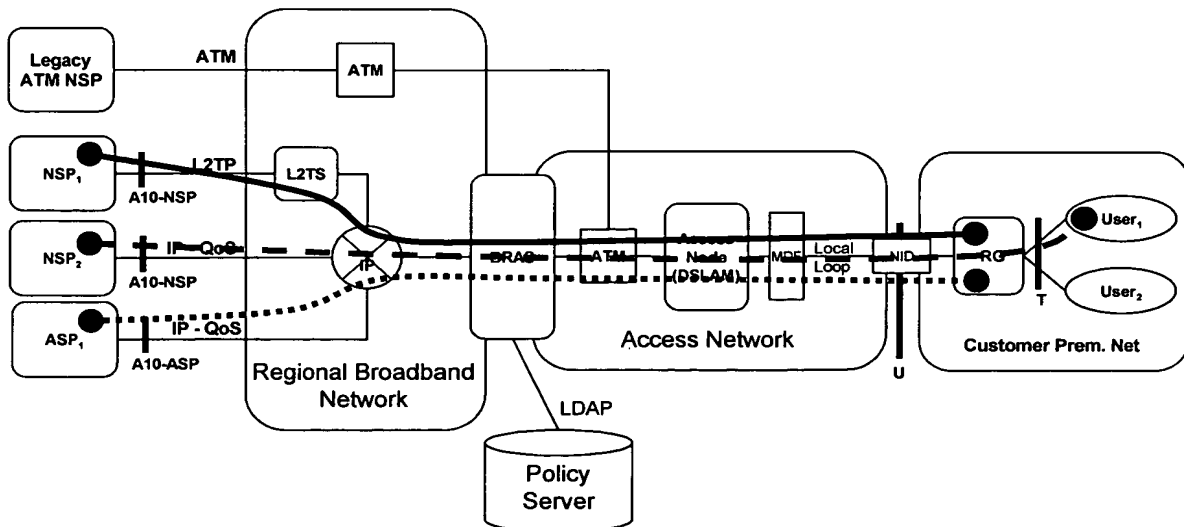 Legacy
ATM NSP
ATM
ATM
NSP1
L2TP
L2TS
A10-NSP
NSP2
IP - QoS
IP
A10-NSP
ASP1
IP - QoS
A10-ASP
Regional Broadband
Network
BRAS
ATM
Access
Node
(DSLAM)
MDF
Local
Loop
NID
Access Network
U
RG
T
User1
User2
Customer Prem. Net
LDAP
Policy
Server